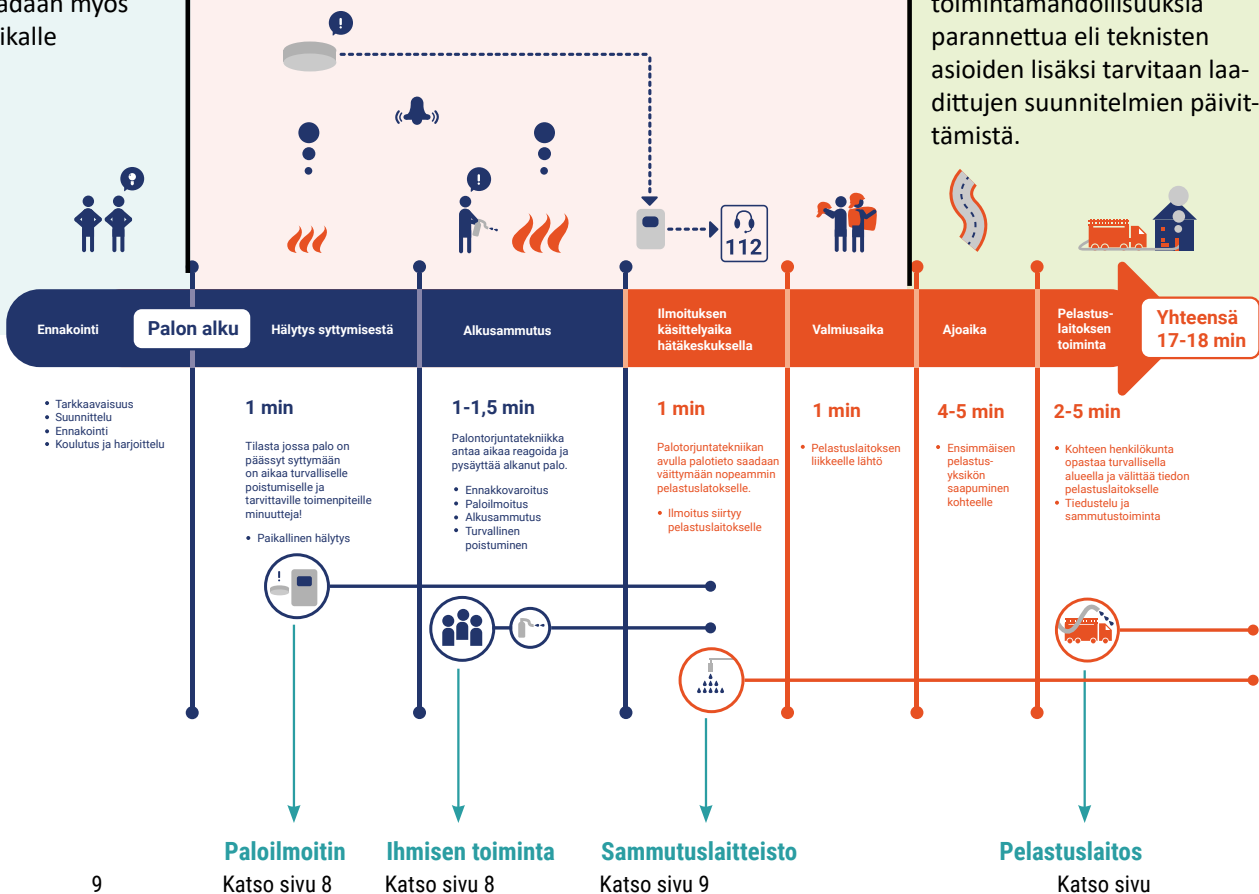 adaan myös
ikalle
toimintamahdollisuuksia
parannettua eli teknisten
asioiden lisäksi tarvitaan laa-
dittujen suunnitelmien päivit-
tämistä.
!
!
112
Ennakointi
Palon alku
Hälytys syttymisestä
Alkusammutus
Ilmoituksen
käsittelyaika
hätäkeskuksella
Valmiusaika
Ajoaika
Pelastus-
laitoksen
toiminta
Yhteensä
17-18 min
• Tarkkaavaisuus
• Suunnittelu
• Ennakointi
• Koulutus ja harjoittelu
1 min
Tilasta jossa palo on
päässyt syttymään
on aikaa turvalliselle
poistumiselle ja
tarvittaville toimenpiteille
minuutteja!
• Paikallinen hälytys
1-1,5 min
Palontorjuntatekniikka
antaa aikaa reagoida ja
pysäyttää alkanut palo.
• Ennakkovaroitus
• Paloilmoitus
• Alkusammutus
• Turvallinen
poistuminen
1 min
Palotorjuntatekniikan
avulla palotieto saadaan
väittymään nopeammin
pelastuslatokselle.
• Ilmoitus siirtyy
pelastuslaitokselle
1 min
• Pelastuslaitoksen
liikkeelle lähtö
4-5 min
• Ensimmäisen
pelastus-
yksikön
saapuminen
kohteelle
2-5 min
• Kohteen henkilökunta
opastaa turvallisella
alueella ja välittää tiedon
pelastuslaitokselle
• Tiedustelu ja
sammutustoiminta
!
Paloilmoitin
Katso sivu 8
Ihmisen toiminta
Katso sivu 8
Sammutuslaitteisto
Katso sivu 9
Pelastuslaitos
Katso sivu
9